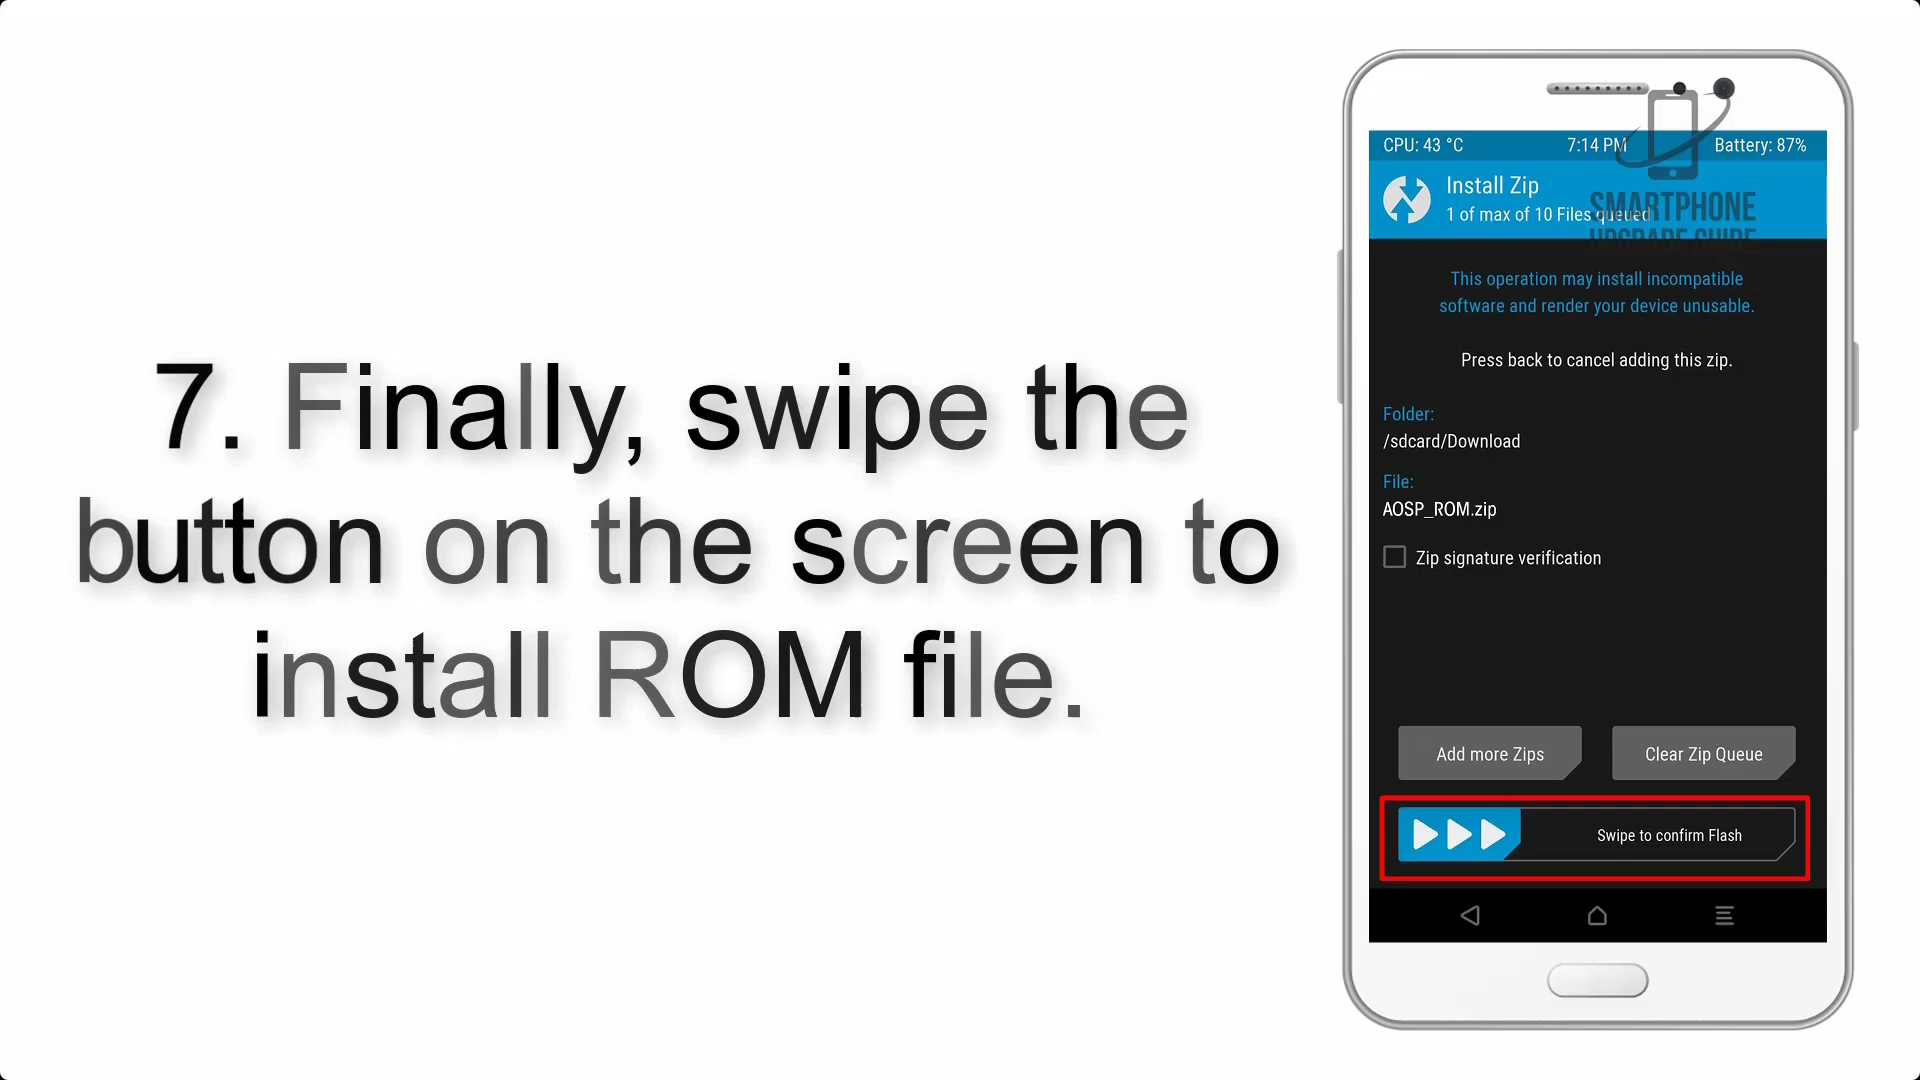 7. Finally, swipe the
button on the screen to
install ROM file.
CPU: 43 °C 7:14 PM Battery: 87%
Install Zip
1 of max of 10 Files queued
SMARTPHONE
UPGRADE GUIDE
This operation may install incompatible
software and render your device unusable.
Press back to cancel adding this zip.
Folder:
/sdcard/Download
File:
AOSP_ROM.zip
Zip signature verification
Add more Zips Clear Zip Queue
Swipe to confirm Flash